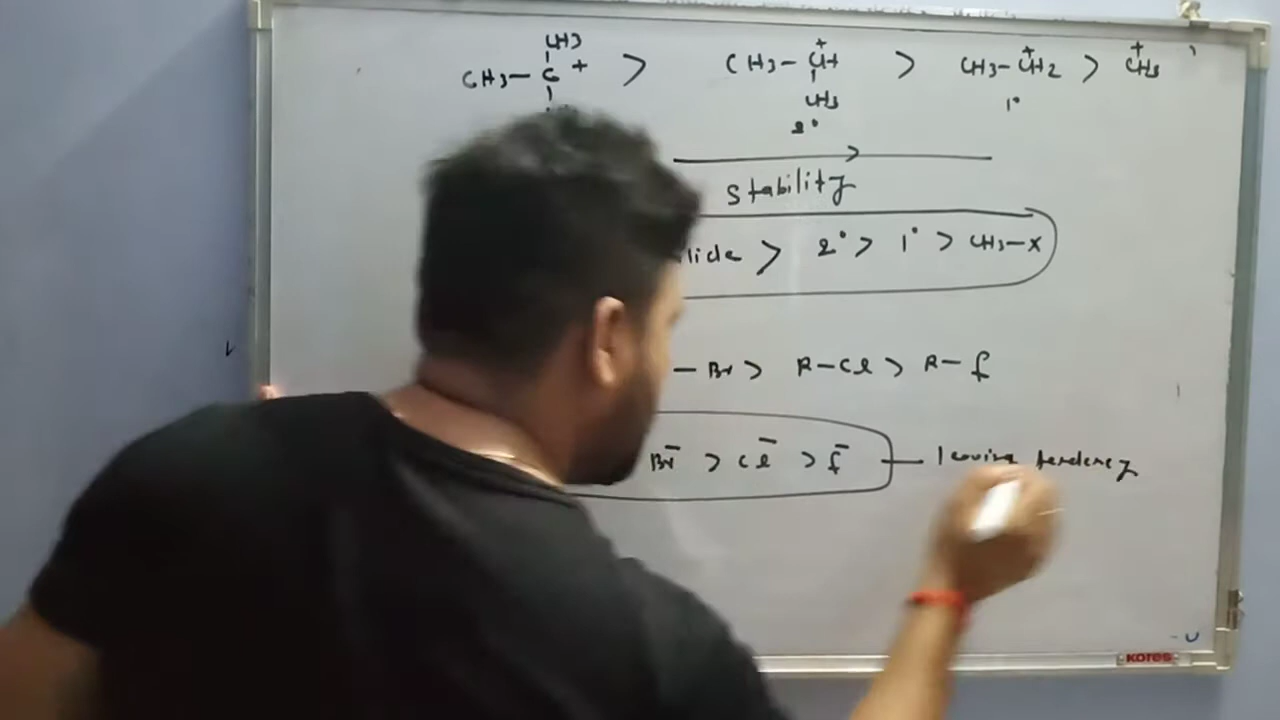 CH3
CH3 – C + > CH3 – CH + > CH3 – CH2 + > CH3 +
CH3
2° 1°
Stability
lide > 2° > 1° > CH3–X
– Br > R–Cl > R–f
Br⁻ > Cl⁻ > f⁻ — leaving tendency
KORES